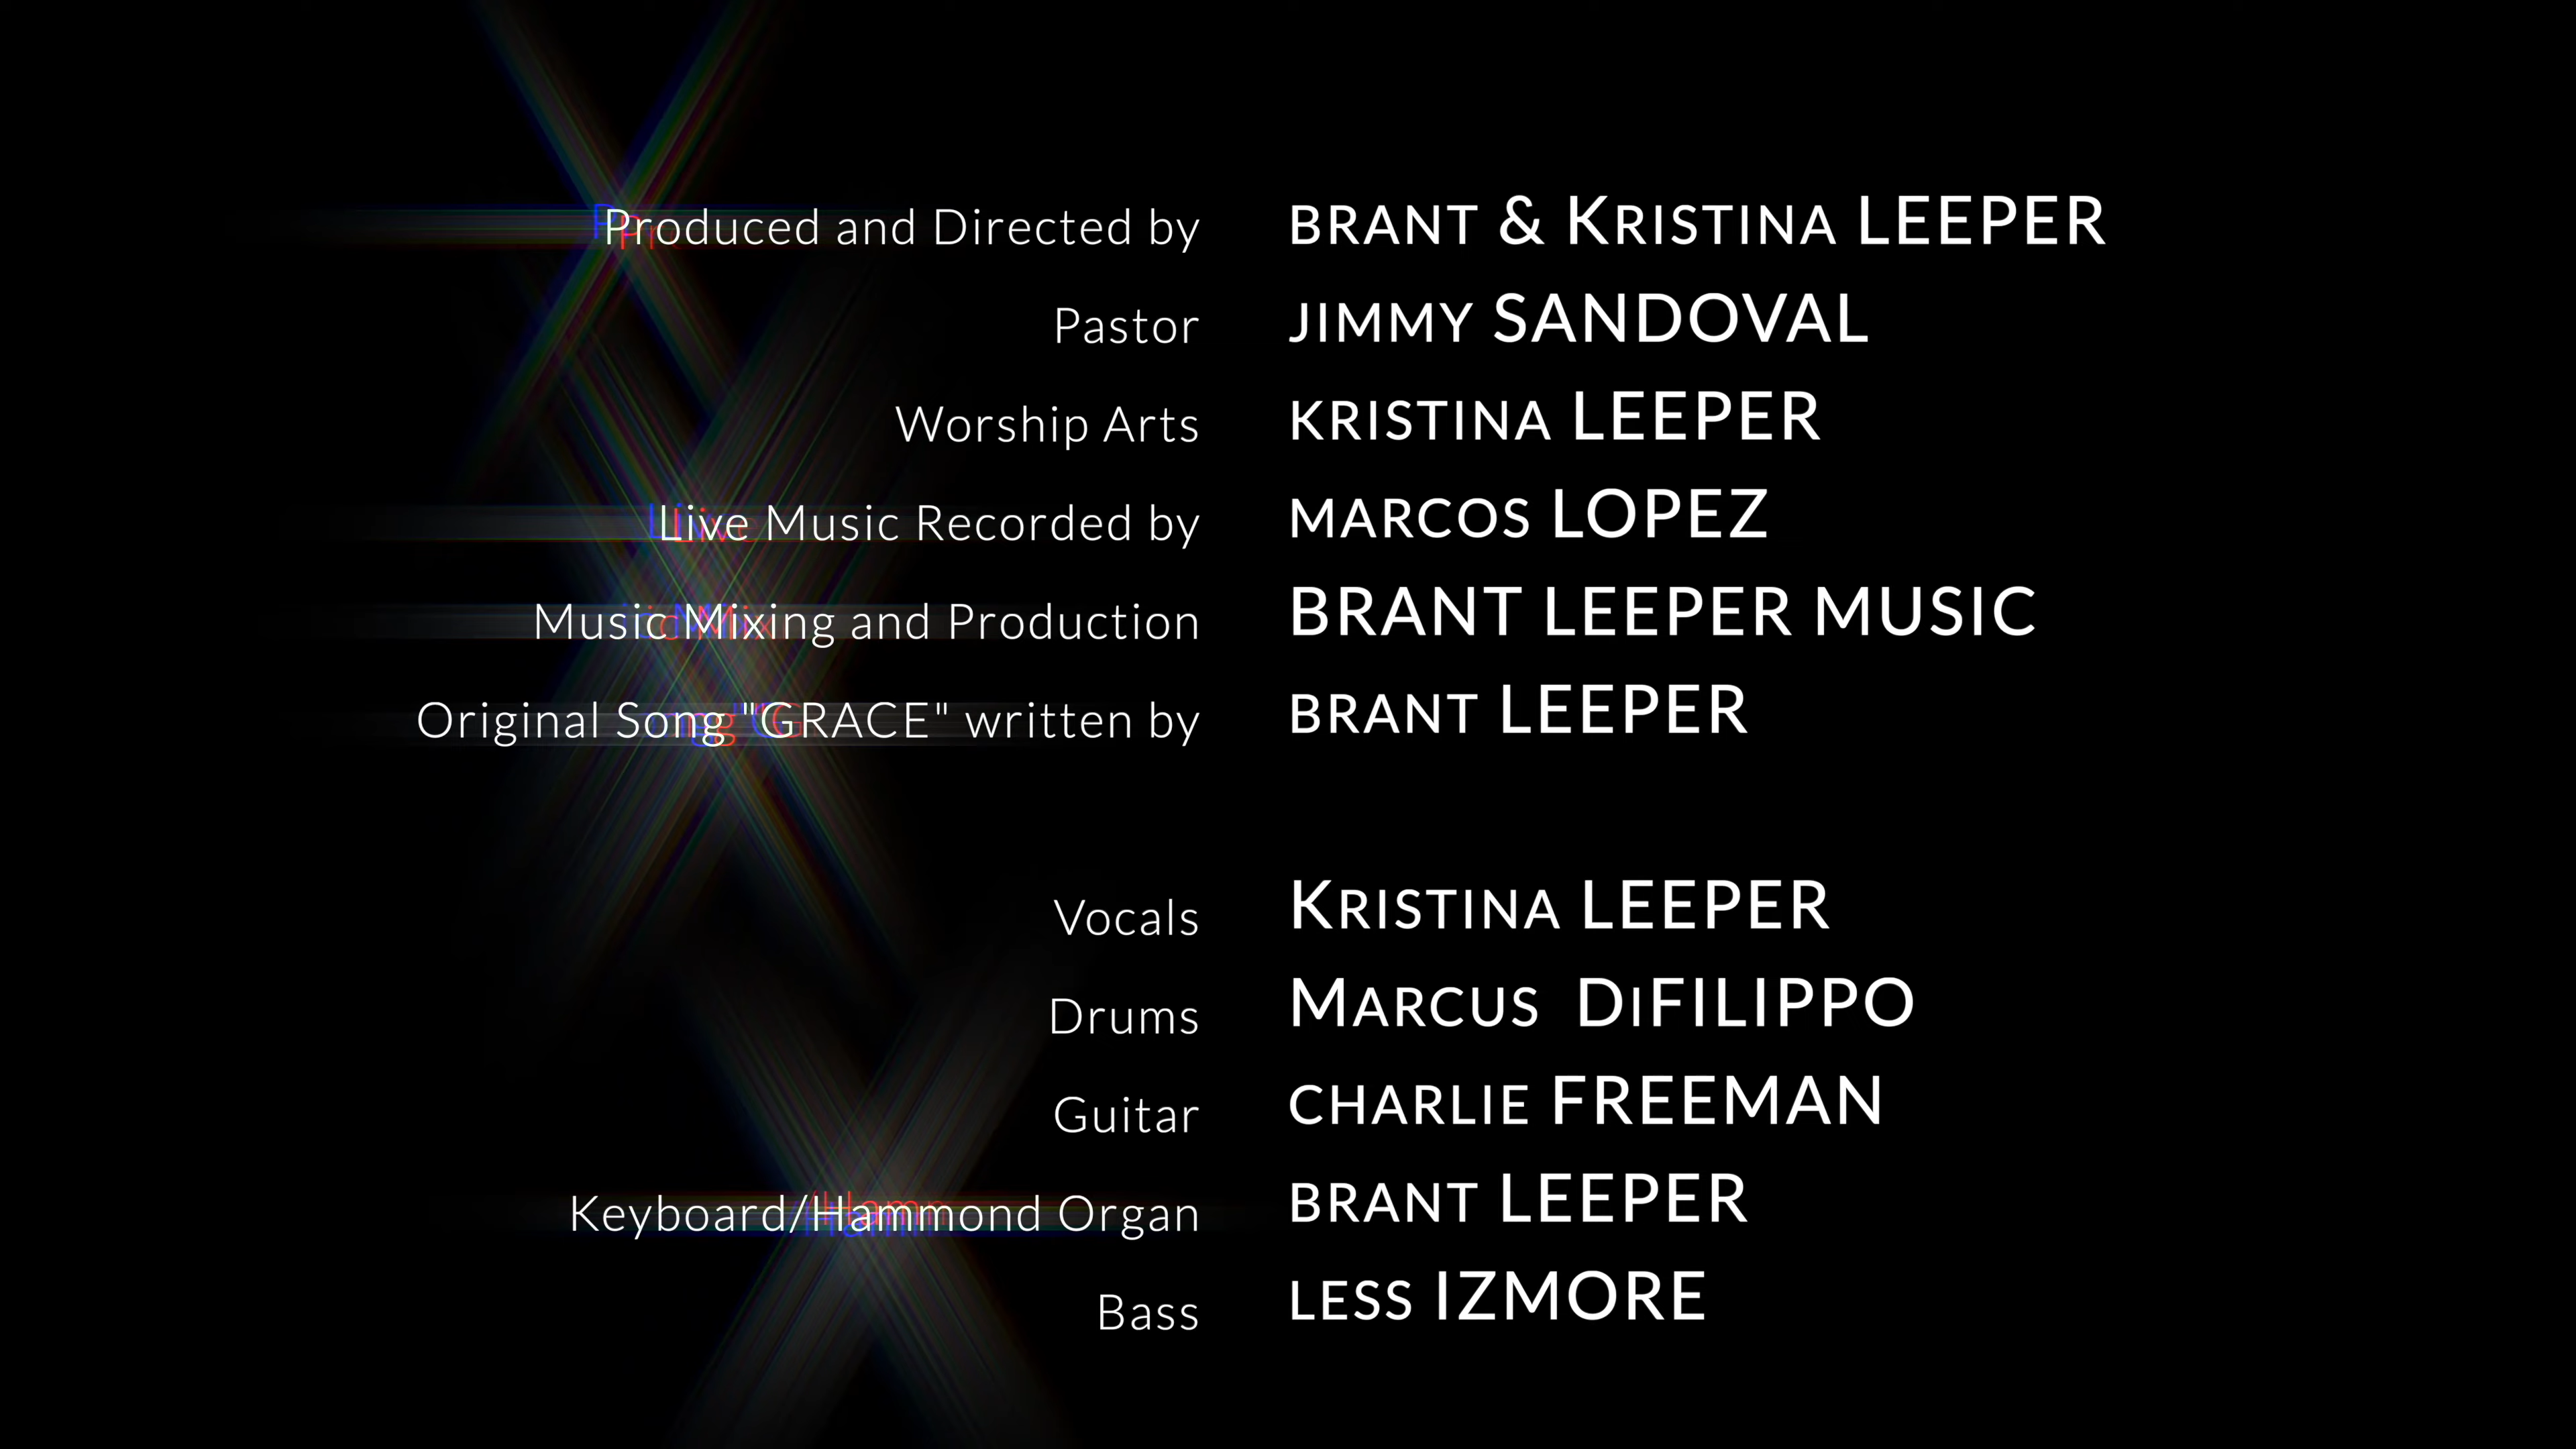 Produced and Directed by BRANT & KRISTINA LEEPER
Pastor JIMMY SANDOVAL
Worship Arts KRISTINA LEEPER
Live Music Recorded by MARCOS LOPEZ
Music Mixing and Production BRANT LEEPER MUSIC
Original Song "GRACE" written by BRANT LEEPER
Vocals KRISTINA LEEPER
Drums MARCUS DiFILIPPO
Guitar CHARLIE FREEMAN
Keyboard/Hammond Organ BRANT LEEPER
Bass LESS IZMORE